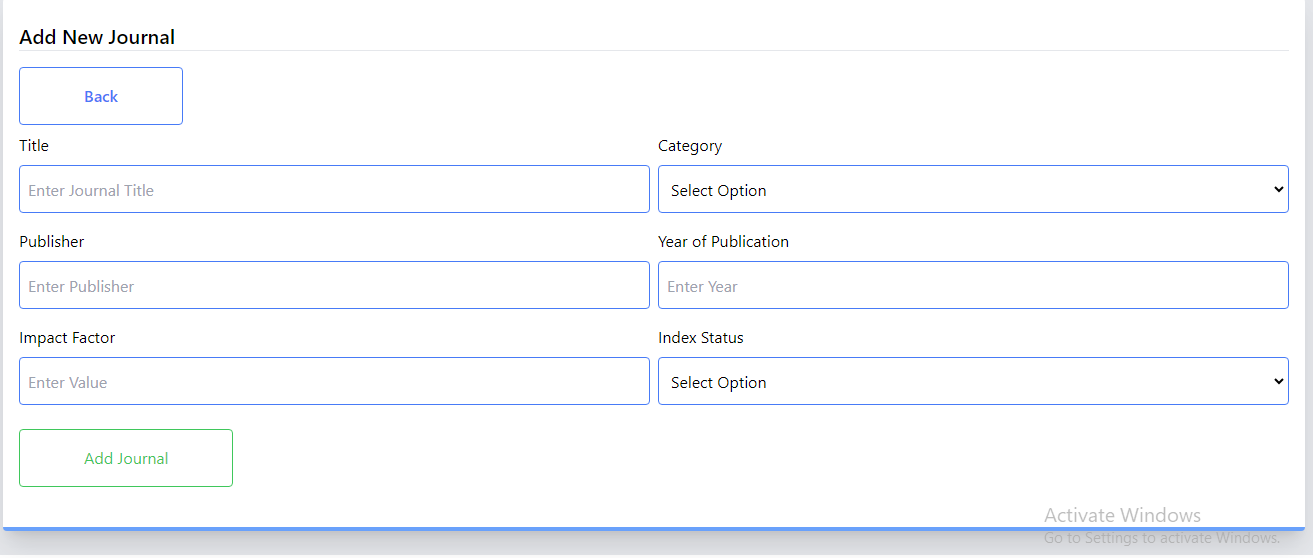 Add New Journal
Back
Title
Category
Enter Journal Title
Select Option
Publisher
Year of Publication
Enter Publisher
Enter Year
Impact Factor
Index Status
Enter Value
Select Option
Add Journal
Activate Windows
Go to Settings to activate Windows.